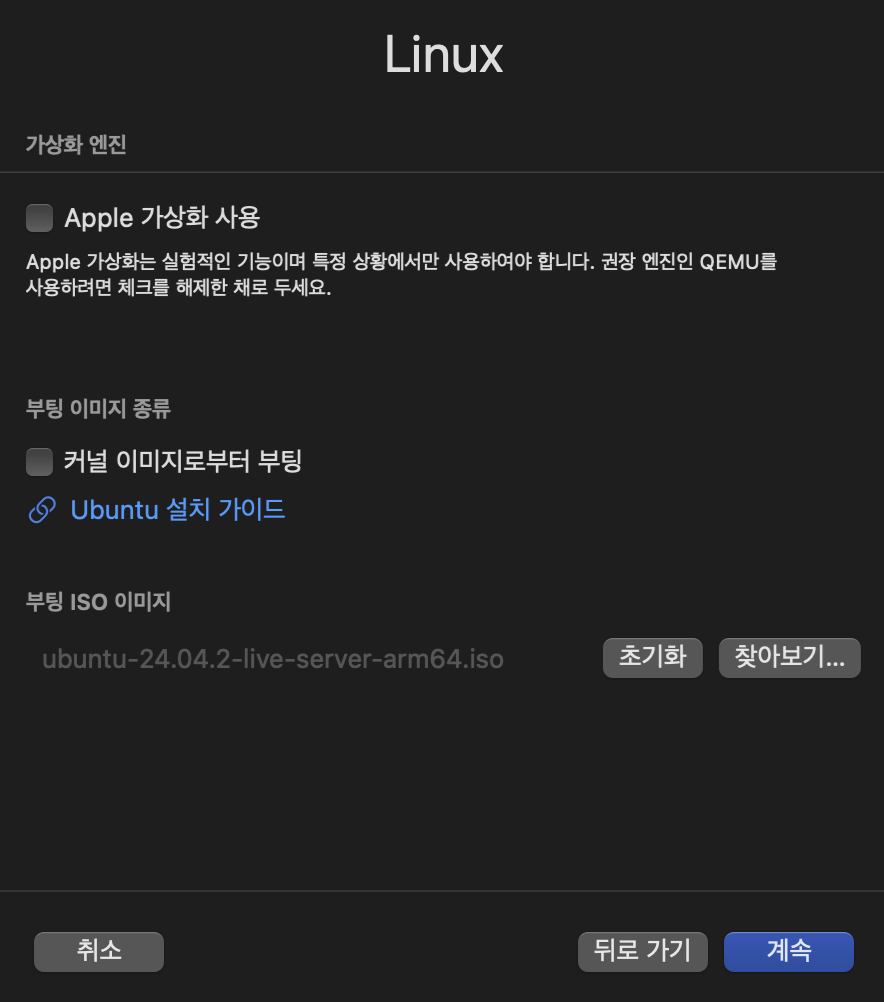 Linux
가상화 엔진
Apple 가상화 사용
Apple 가상화는 실험적인 기능이며 특정 상황에서만 사용하여야 합니다. 권장 엔진인 QEMU를
사용하려면 체크를 해제한 채로 두세요.
부팅 이미지 종류
커널 이미지로부터 부팅
Ubuntu 설치 가이드
부팅 ISO 이미지
ubuntu-24.04.2-live-server-arm64.iso 초기화 찾아보기...
취소 뒤로 가기 계속